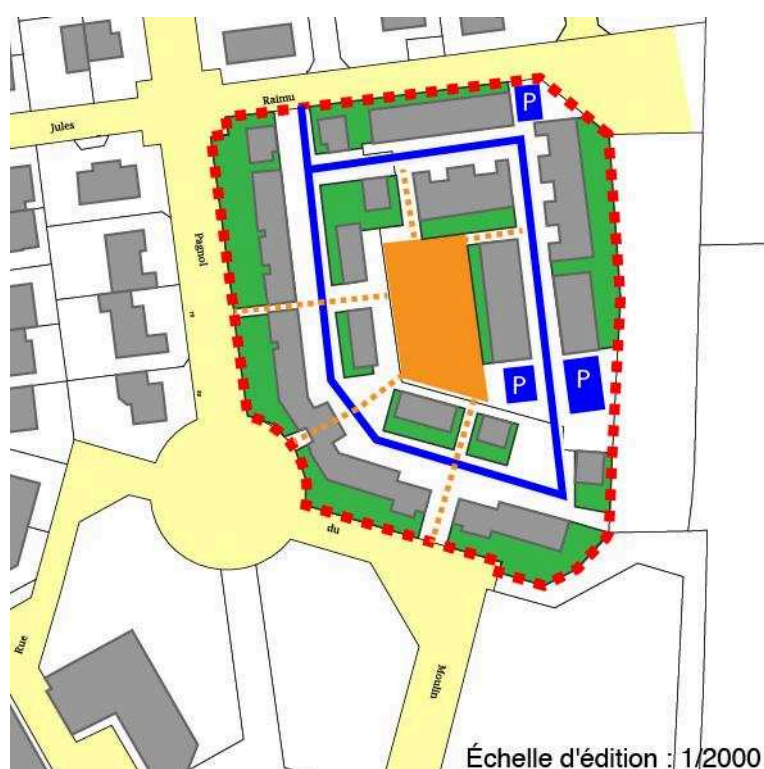 Raimu
Jules
P
Pagnol
P
P
du
Rue
Moulin
Échelle d'édition : 1/2000